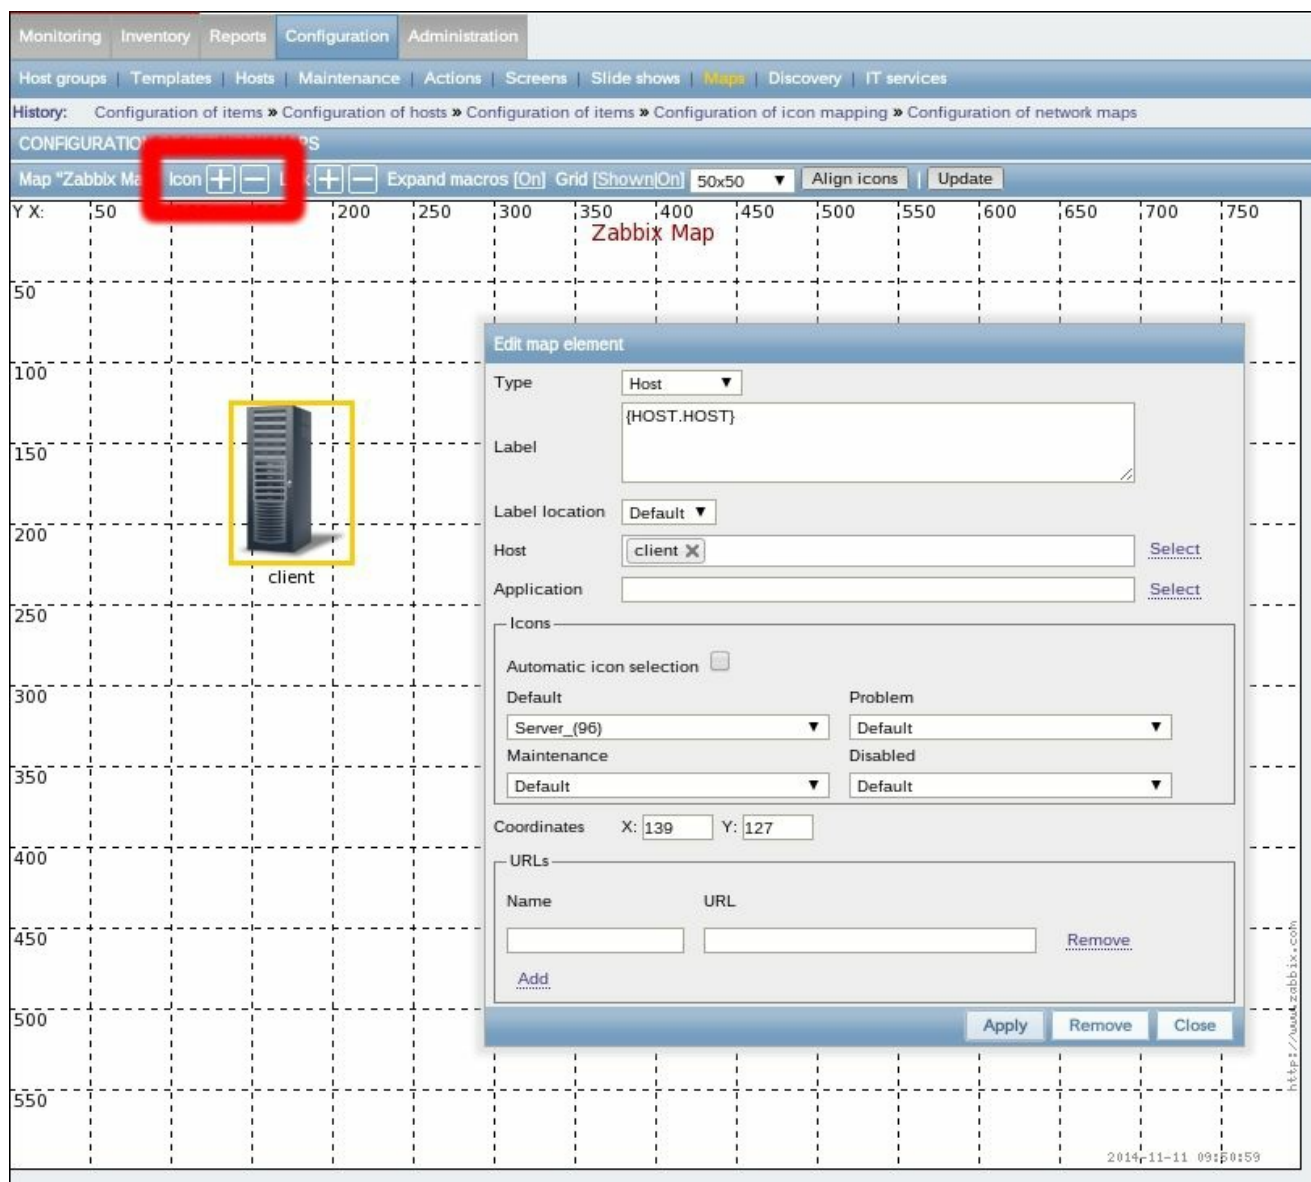 Monitoring Inventory Reports Configuration Administration
Host groups | Templates | Hosts | Maintenance | Actions | Screens | Slide shows | Maps | Discovery | IT services
History: Configuration of items » Configuration of hosts » Configuration of items » Configuration of icon mapping » Configuration of network maps
CONFIGURATIO PS
Map "Zabbix Ma Icon + − L k + − Expand macros [On] Grid [Shown|On] 50x50 ▼ Align icons | Update
Y X: 50 200 250 300 350 400 450 500 550 600 650 700 750
Zabbix Map
50
100
150
200
250
300
350
400
450
500
550
client
Edit map element
Type Host ▼
Label {HOST.HOST}
Label location Default ▼
Host client Select
Application Select
Icons
Automatic icon selection
Default Problem
Server_(96) ▼ Default ▼
Maintenance Disabled
Default ▼ Default ▼
Coordinates X: 139 Y: 127
URLs
Name URL
Remove
Add
Apply Remove Close
http://www.zabbix.com
2014-11-11 09:50:59